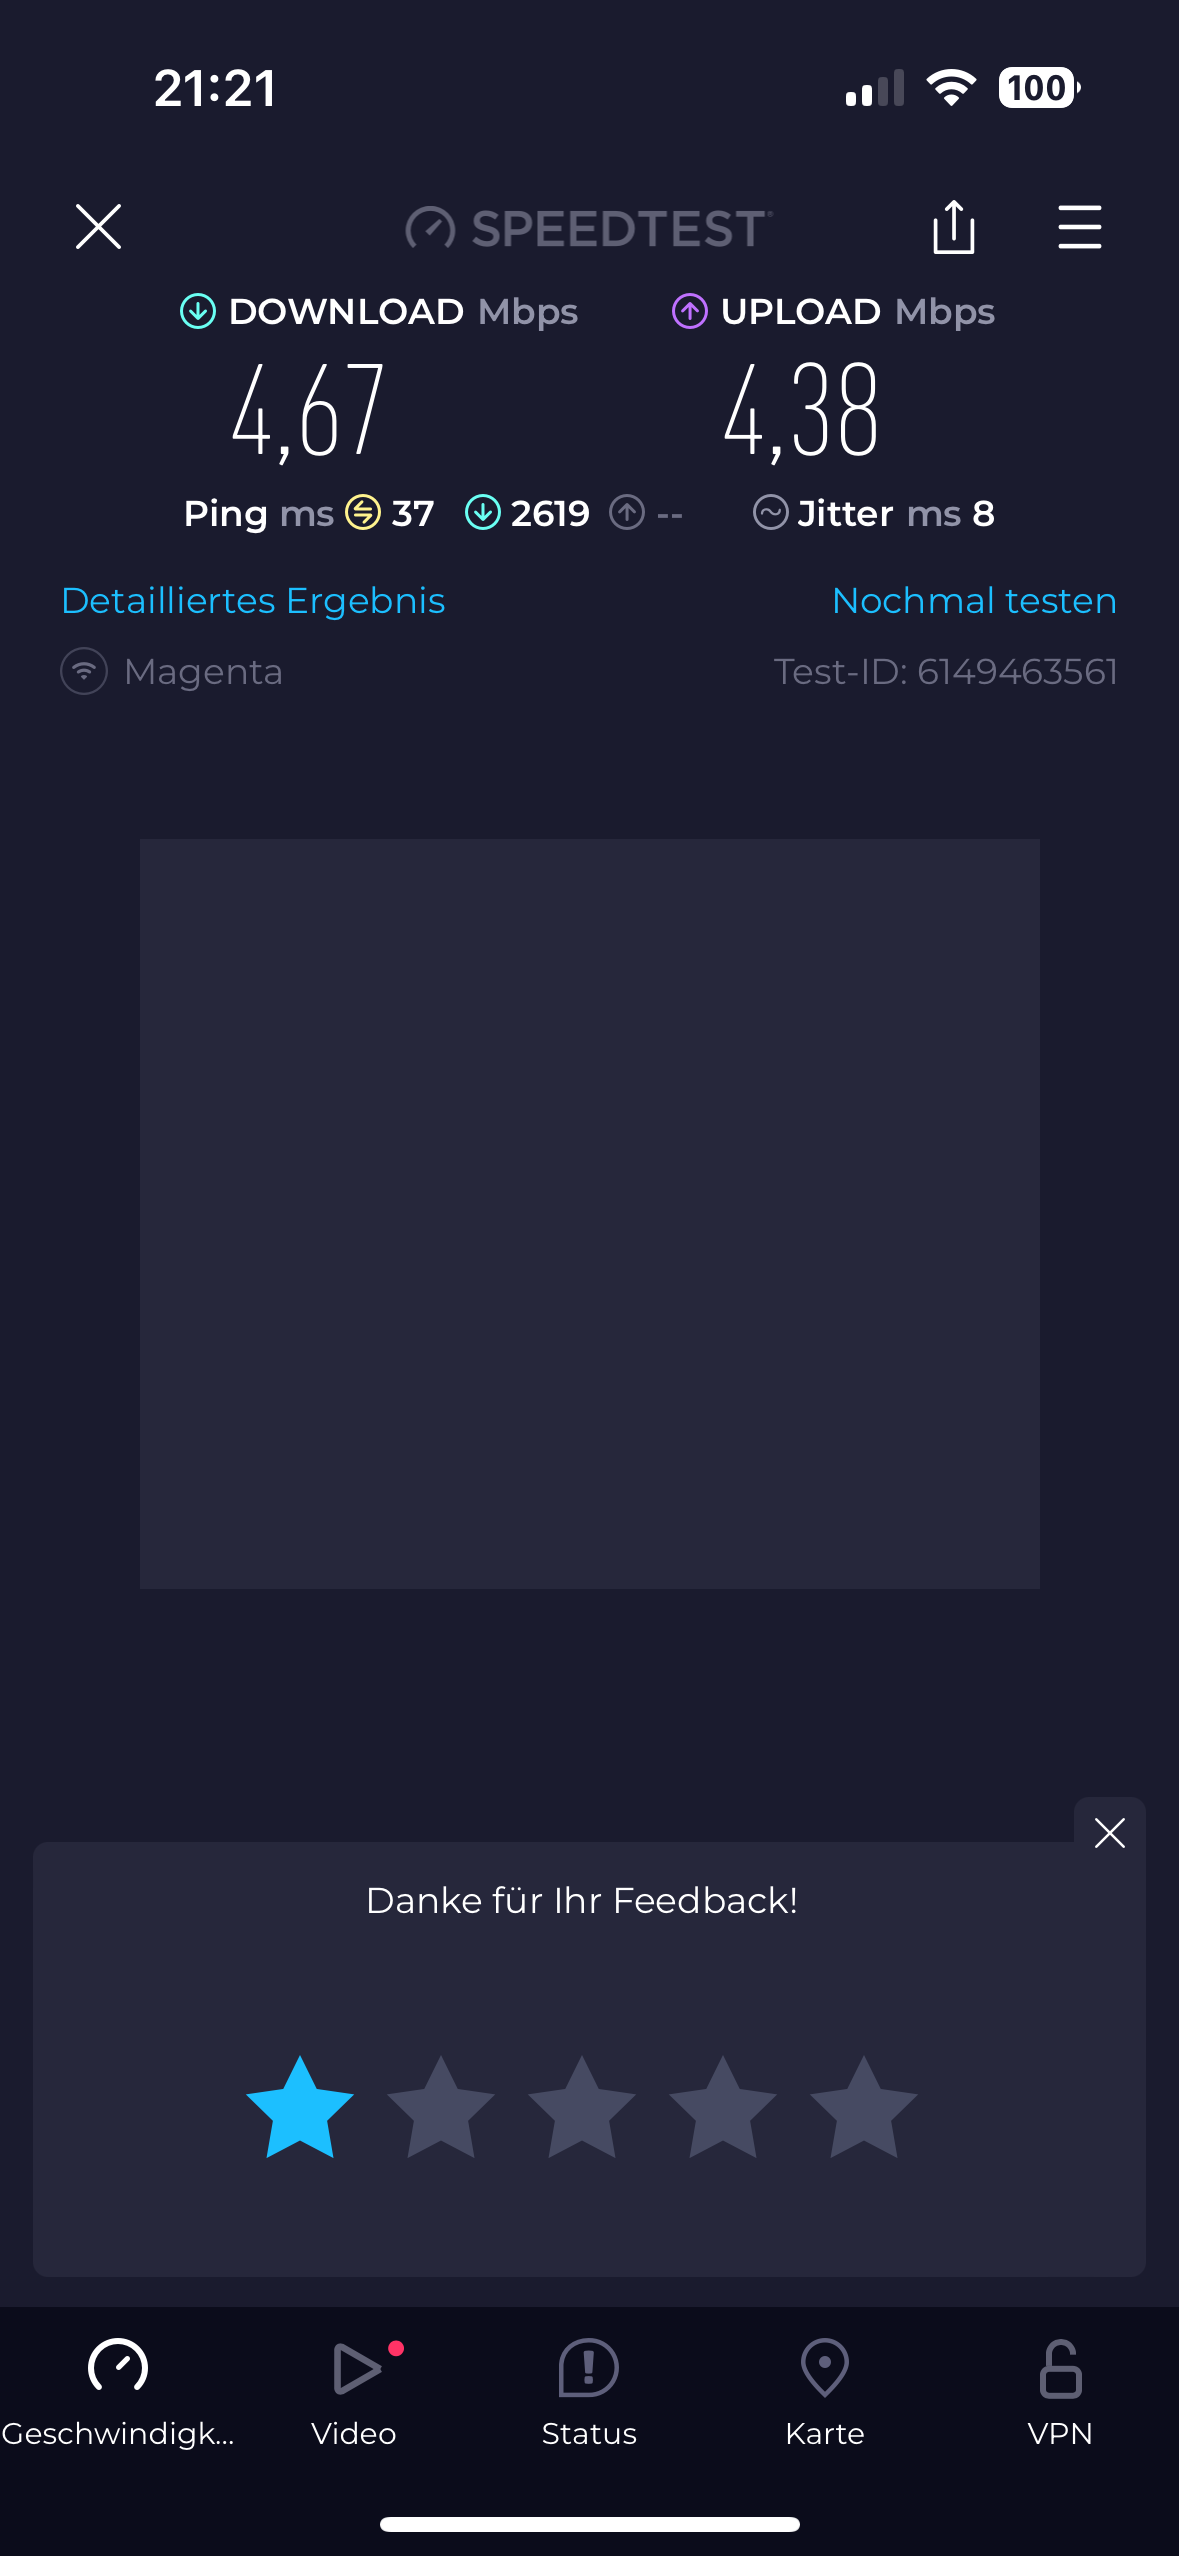 21:21
100
SPEEDTEST
DOWNLOAD Mbps UPLOAD Mbps
4,67 4,38
Ping ms 37 2619 -- Jitter ms 8
Detailliertes Ergebnis Nochmal testen
Magenta Test-ID: 6149463561
Danke für Ihr Feedback!
Geschwindigk... Video Status Karte VPN